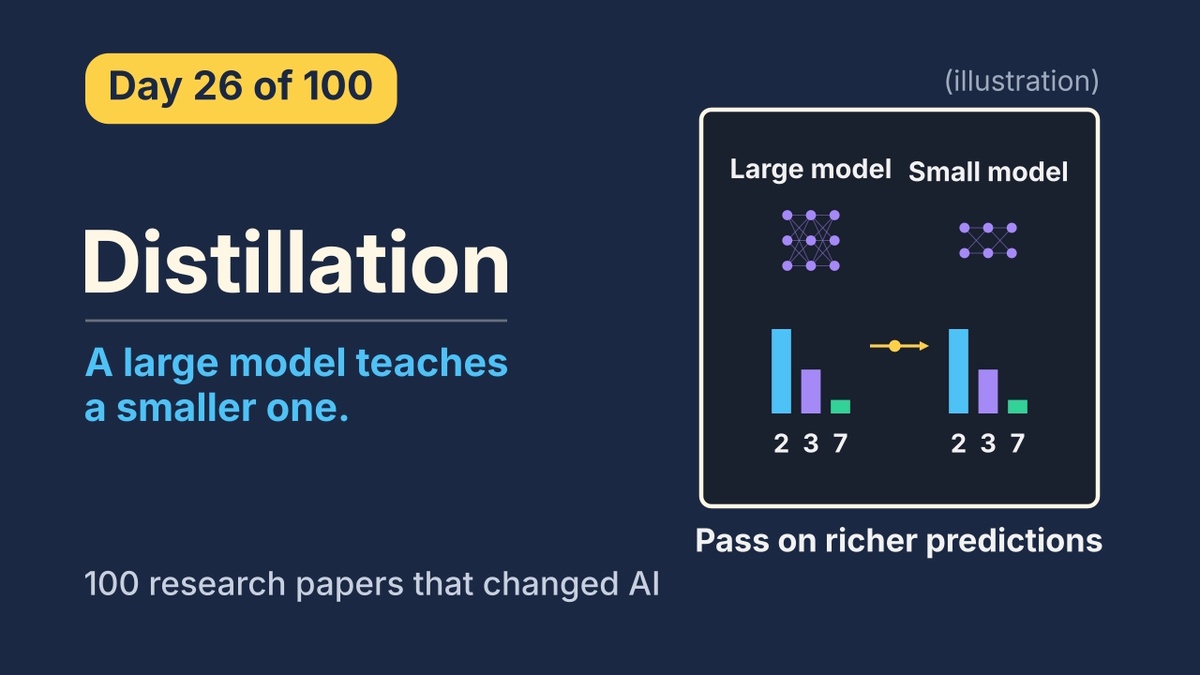 Day 26 of 100
Distillation
A large model teaches
a smaller one.
100 research papers that changed AI
(illustration)
Large model Small model
2 3 7 2 3 7
Pass on richer predictions